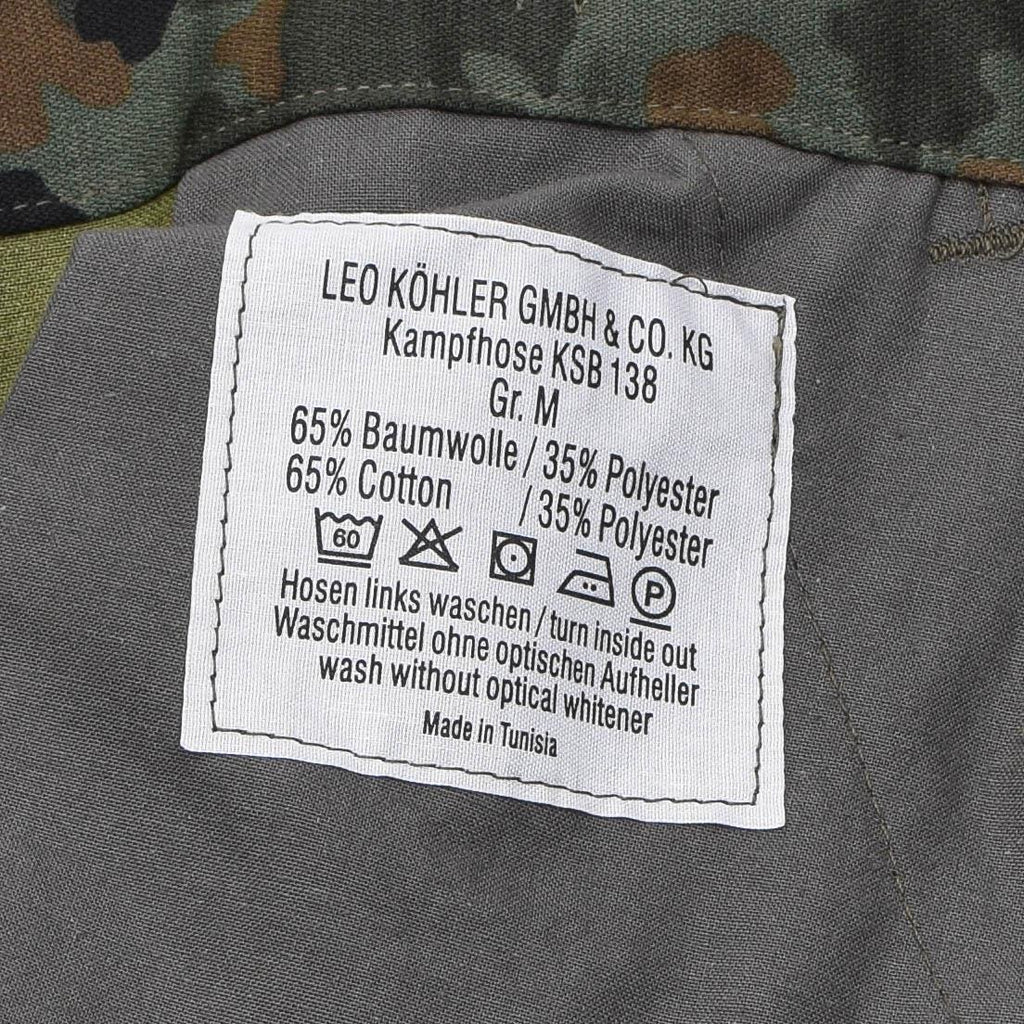 LEO KÖHLER GMBH & CO. KG
Kampfhose KSB 138
Gr. M
65% Baumwolle / 35% Polyester
65% Cotton / 35% Polyester
60 P
Hosen links waschen / turn inside out
Waschmittel ohne optischen Aufheller
wash without optical whitener
Made in Tunisia